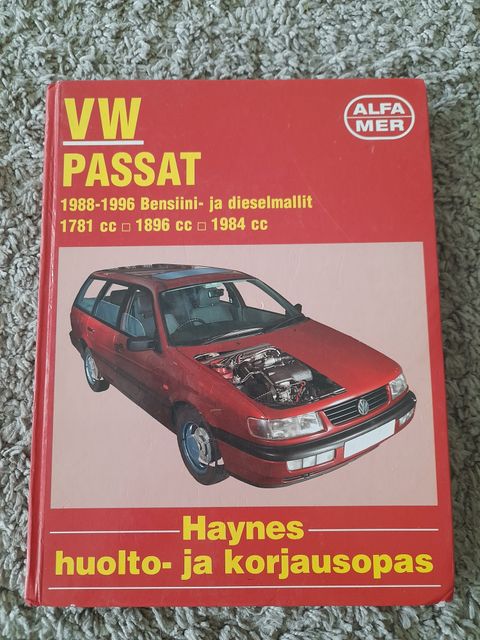 VW
PASSAT
1988-1996 Bensiini- ja dieselmallit
1781 cc □ 1896 cc □ 1984 cc
ALFA
MER
Haynes
huolto- ja korjausopas